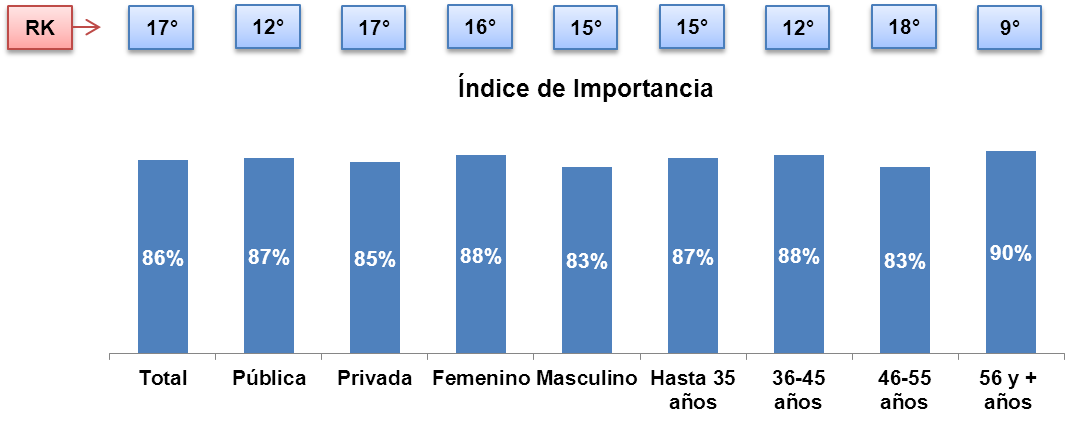 RK 17° 12° 17° 16° 15° 15° 12° 18° 9°
Índice de Importancia
86% 87% 85% 88% 83% 87% 88% 83% 90%
Total Pública Privada Femenino Masculino Hasta 35 años 36-45 años 46-55 años 56 y + años